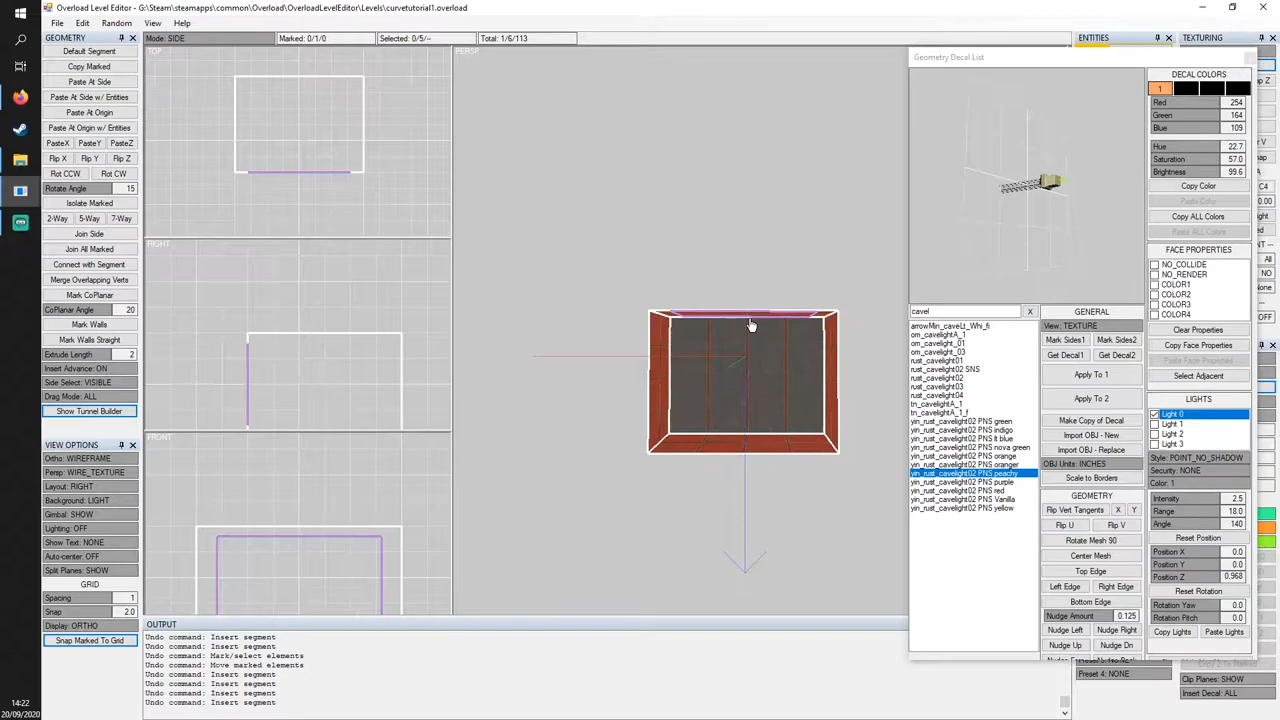 Overload Level Editor - G:\Steam\steamapps\common\Overload\OverloadLevelEditor\Levels\curvetutorial1.overload
File Edit Random View Help
GEOMETRY
Default Segment
Copy Marked
Paste At Side
Paste At Side w/ Entities
Paste At Origin
Paste At Origin w/ Entities
PasteX PasteY PasteZ
Flip X Flip Y Flip Z
Rot CCW Rot CW
Rotate Angle 15
Isolate Marked
2-Way 5-Way 7-Way
Join Side
Join All Marked
Connect with Segment
Merge Overlapping Verts
Mark CoPlanar
CoPlanar Angle 20
Mark Walls
Mark Walls Straight
Extrude Length 2
Insert Advance: ON
Side Select: VISIBLE
Drag Mode: ALL
Show Tunnel Builder
VIEW OPTIONS
Ortho: WIREFRAME
Persp: WIRE_TEXTURE
Layout: RIGHT
Background: LIGHT
Gimbal: SHOW
Lighting: OFF
Show Text: NONE
Auto-center: OFF
Split Planes: SHOW
GRID
Spacing 1
Snap 2.0
Display: ORTHO
Snap Marked To Grid
Mode: SIDE Marked: 0/1/0 Selected: 0/5/-- Total: 1/6/113
TOP
PERSP
RIGHT
FRONT
OUTPUT
Undo command: Insert segment
Undo command: Insert segment
Undo command: Mark/select elements
Undo command: Move marked elements
Undo command: Insert segment
Undo command: Insert segment
Undo command: Insert segment
Undo command: Insert segment
ENTITIES
TEXTURING
Geometry Decal List
cavel X
arrowMin_caveLt_Whi_fi
om_cavelightA_1
om_cavelight_01
om_cavelight_03
rust_cavelight01
rust_cavelight02 SNS
rust_cavelight02
rust_cavelight03
rust_cavelight04
tn_cavelightA_1
tn_cavelightA_1_f
yin_rust_cavelight02 PNS green
yin_rust_cavelight02 PNS indigo
yin_rust_cavelight02 PNS lt blue
yin_rust_cavelight02 PNS nova green
yin_rust_cavelight02 PNS orange
yin_rust_cavelight02 PNS oranger
yin_rust_cavelight02 PNS peachy
yin_rust_cavelight02 PNS purple
yin_rust_cavelight02 PNS red
yin_rust_cavelight02 PNS Vanilla
yin_rust_cavelight02 PNS yellow
GENERAL
View: TEXTURE
Mark Sides1 Mark Sides2
Get Decal1 Get Decal2
Apply To 1
Apply To 2
Make Copy of Decal
Import OBJ - New
Import OBJ - Replace
OBJ Units: INCHES
Scale to Borders
GEOMETRY
Flip Vert Tangents X Y
Flip U Flip V
Rotate Mesh 90
Center Mesh
Top Edge
Left Edge Right Edge
Bottom Edge
Nudge Amount 0.125
Nudge Left Nudge Right
Nudge Up Nudge Dn
DECAL COLORS
1
Red 254
Green 164
Blue 109
Hue 22.7
Saturation 57.0
Brightness 99.6
Copy Color
Paste Color
Copy ALL Colors
Paste ALL Colors
FACE PROPERTIES
NO_COLLIDE
NO_RENDER
COLOR1
COLOR2
COLOR3
COLOR4
Clear Properties
Copy Face Properties
Paste Face Properties
Select Adjacent
LIGHTS
Light 0
Light 1
Light 2
Light 3
Style: POINT_NO_SHADOW
Security: NONE
Color: 1
Intensity 2.5
Range 18.0
Angle 140
Reset Position
Position X 0.0
Position Y 0.0
Position Z 0.968
Reset Rotation
Rotation Yaw 0.0
Rotation Pitch 0.0
Copy Lights Paste Lights
Preset 4: NONE
Clip Planes: SHOW
Insert Decal: ALL
14:22
20/09/2020